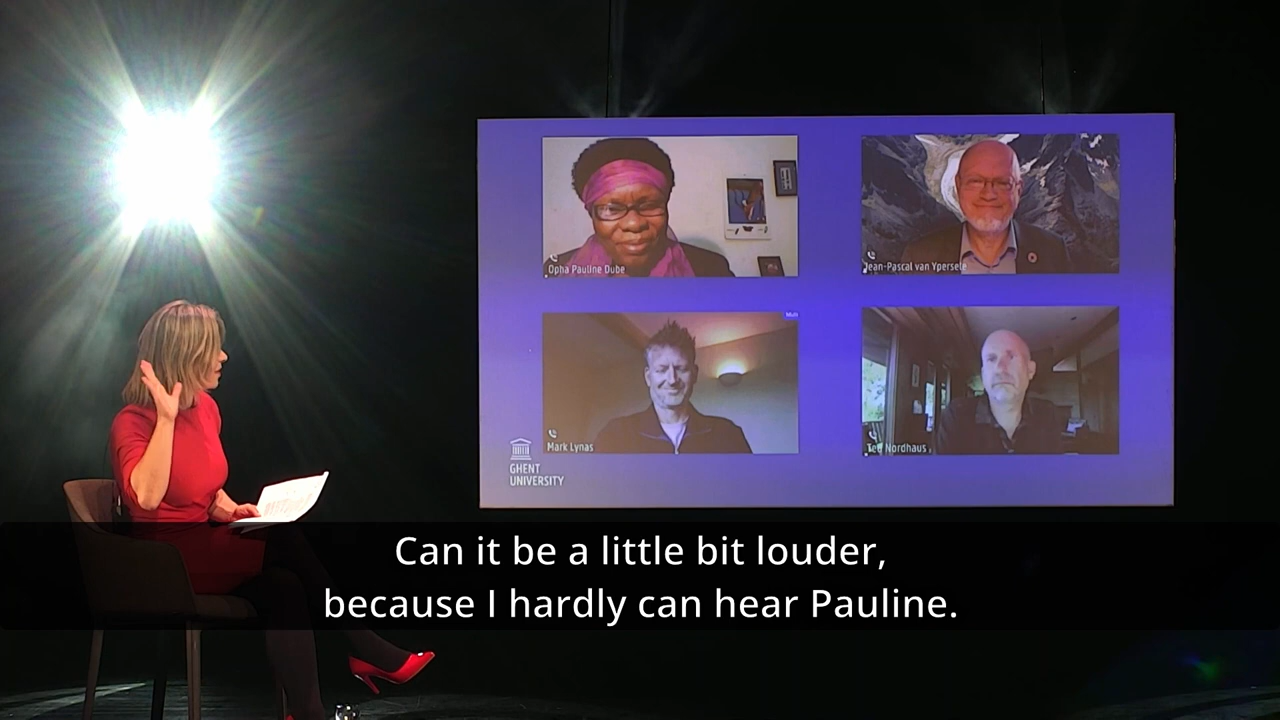 Opha Pauline Dube
Jean-Pascal van Ypersele
Mark Lynas
Ted Nordhaus
GHENT
UNIVERSITY
Can it be a little bit louder,
because I hardly can hear Pauline.